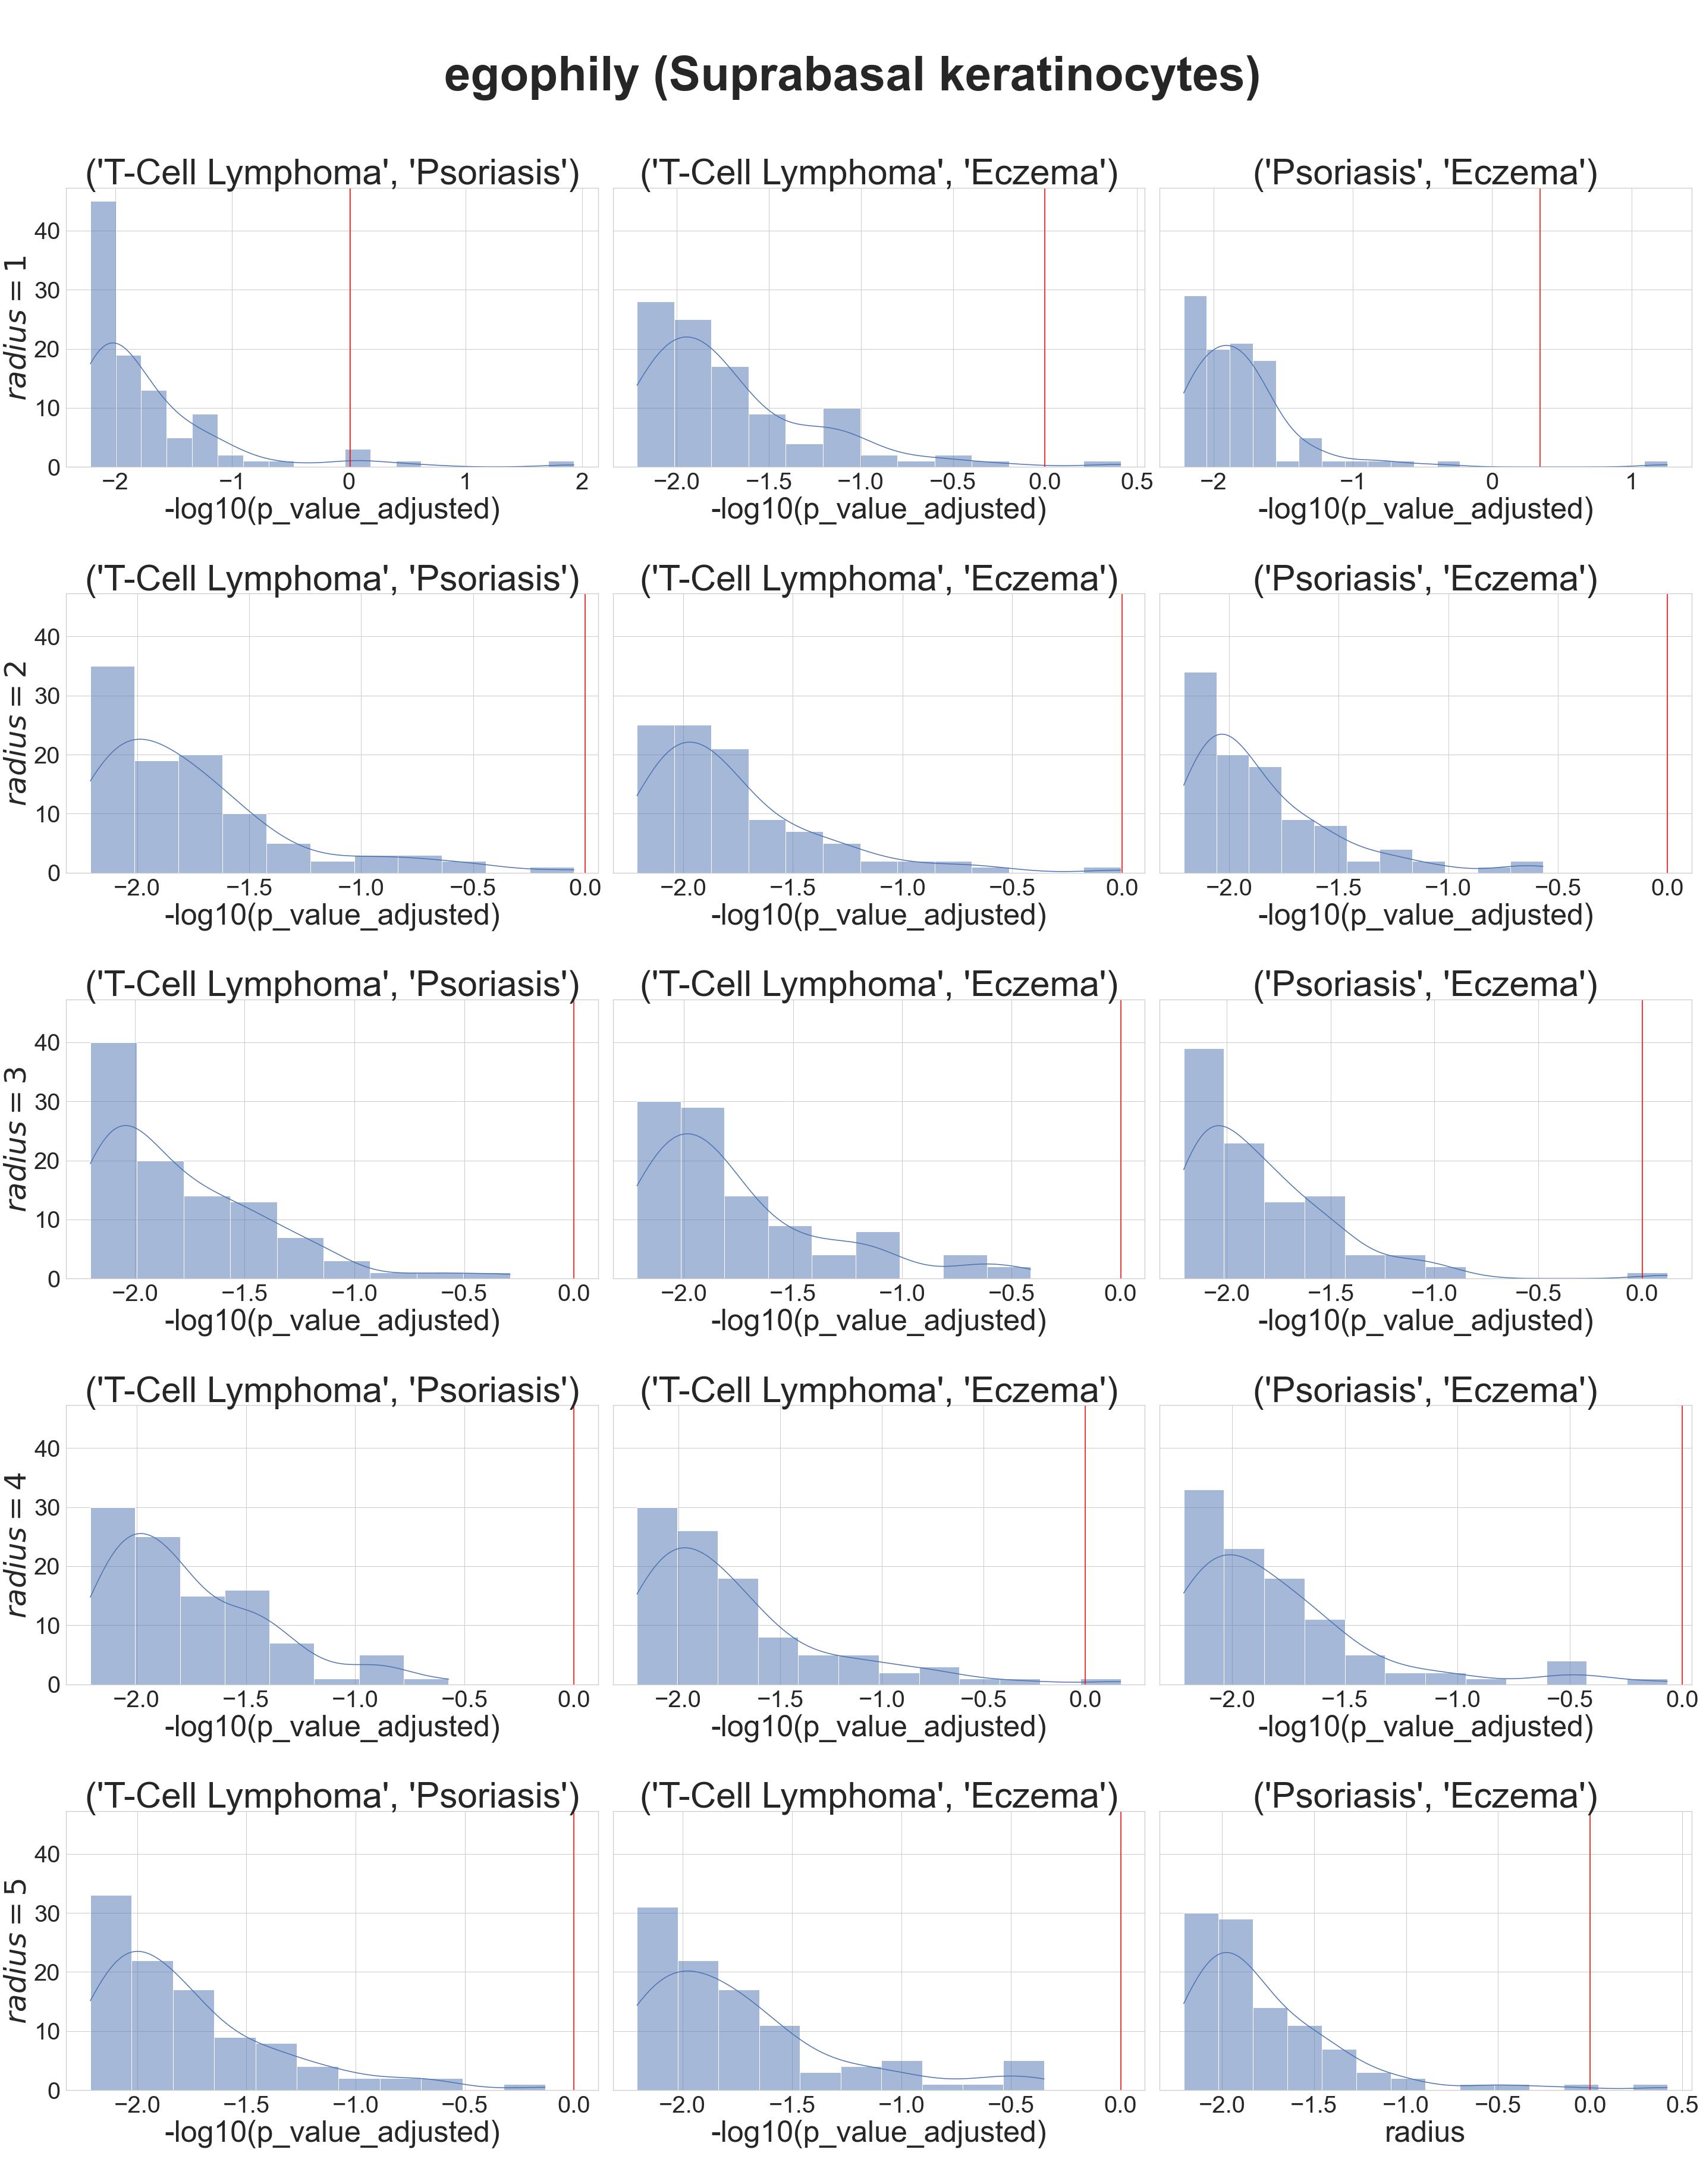 egophily (Suprabasal keratinocytes)
('T-Cell Lymphoma', 'Psoriasis') ('T-Cell Lymphoma', 'Eczema') ('Psoriasis', 'Eczema')
radius = 1
40
30
20
10
0
−2 −1 0 1 2 −2.0 −1.5 −1.0 −0.5 0.0 0.5 −2 −1 0 1
-log10(p_value_adjusted) -log10(p_value_adjusted) -log10(p_value_adjusted)
('T-Cell Lymphoma', 'Psoriasis') ('T-Cell Lymphoma', 'Eczema') ('Psoriasis', 'Eczema')
radius = 2
40
30
20
10
0
−2.0 −1.5 −1.0 −0.5 0.0 −2.0 −1.5 −1.0 −0.5 0.0 −2.0 −1.5 −1.0 −0.5 0.0
-log10(p_value_adjusted) -log10(p_value_adjusted) -log10(p_value_adjusted)
('T-Cell Lymphoma', 'Psoriasis') ('T-Cell Lymphoma', 'Eczema') ('Psoriasis', 'Eczema')
radius = 3
40
30
20
10
0
−2.0 −1.5 −1.0 −0.5 0.0 −2.0 −1.5 −1.0 −0.5 0.0 −2.0 −1.5 −1.0 −0.5 0.0
-log10(p_value_adjusted) -log10(p_value_adjusted) -log10(p_value_adjusted)
('T-Cell Lymphoma', 'Psoriasis') ('T-Cell Lymphoma', 'Eczema') ('Psoriasis', 'Eczema')
radius = 4
40
30
20
10
0
−2.0 −1.5 −1.0 −0.5 0.0 −2.0 −1.5 −1.0 −0.5 0.0 −2.0 −1.5 −1.0 −0.5 0.0
-log10(p_value_adjusted) -log10(p_value_adjusted) -log10(p_value_adjusted)
('T-Cell Lymphoma', 'Psoriasis') ('T-Cell Lymphoma', 'Eczema') ('Psoriasis', 'Eczema')
radius = 5
40
30
20
10
0
−2.0 −1.5 −1.0 −0.5 0.0 −2.0 −1.5 −1.0 −0.5 0.0 −2.0 −1.5 −1.0 −0.5 0.0 0.5
-log10(p_value_adjusted) -log10(p_value_adjusted) radius